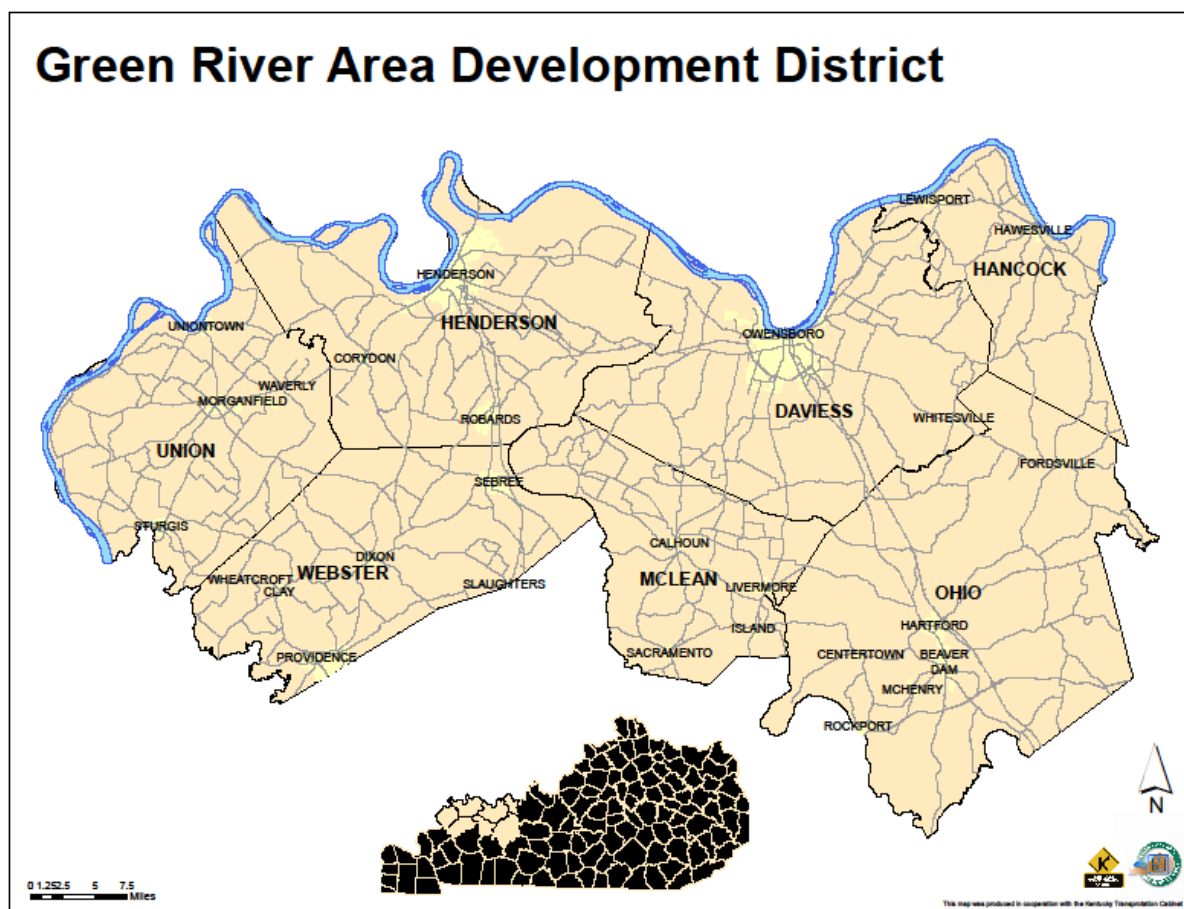 Green River Area Development District
LEWISPORT
HAWESVILLE
HANCOCK
HENDERSON
HENDERSON
UNIONTOWN
OWENSBORO
CORYDON
WAVERLY
MORGANFIELD
DAVIESS
ROBARDS
WHITESVILLE
UNION
FORDSVILLE
SEBREE
STURGIS
CALHOUN
DIXON
WEBSTER
WHEATCROFT
CLAY
SLAUGHTERS
MCLEAN
LIVERMORE
OHIO
HARTFORD
ISLAND
SACRAMENTO
CENTERTOWN
BEAVER
DAM
PROVIDENCE
MCHENRY
ROCKPORT
N
0 1.252.5 5 7.5
Miles
This map was produced in cooperation with the Kentucky Transportation Cabinet